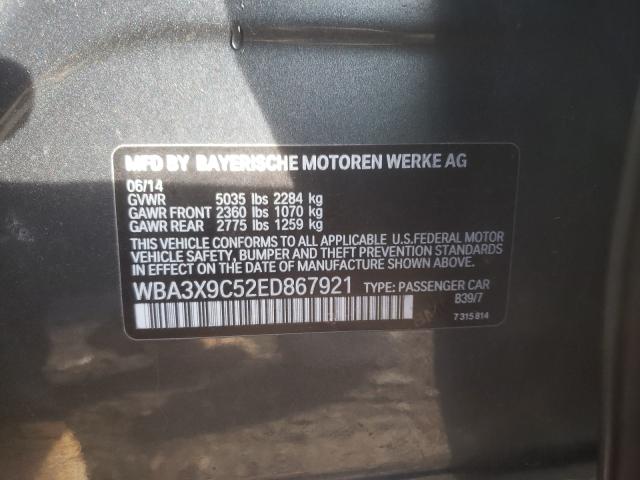 MFD BY BAYERISCHE MOTOREN WERKE AG
06/14
GVWR 5035 lbs 2284 kg
GAWR FRONT 2360 lbs 1070 kg
GAWR REAR 2775 lbs 1259 kg
THIS VEHICLE CONFORMS TO ALL APPLICABLE U.S.FEDERAL MOTOR
VEHICLE SAFETY, BUMPER AND THEFT PREVENTION STANDARDS
IN EFFECT ON THE DATE OF MANUFACTURE SHOWN ABOVE.
WBA3X9C52ED867921 TYPE: PASSENGER CAR
B39/7
7 315 814